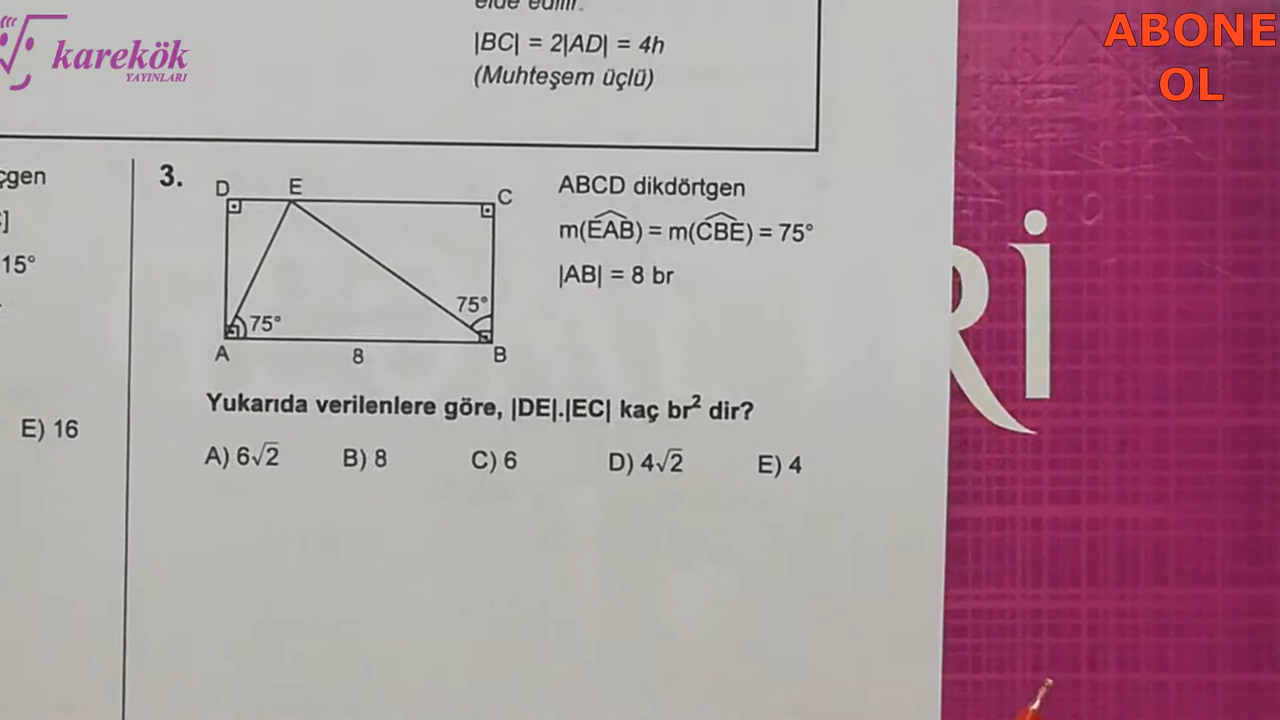 elde edilir.
karekök
YAYINLARI
|BC| = 2|AD| = 4h
(Muhteşem üçlü)
ABONE
OL
15°
E) 16
3.
D E C
75° 75°
A 8 B
ABCD dikdörtgen
m(EAB) = m(CBE) = 75°
|AB| = 8 br
Yukarıda verilenlere göre, |DE|.|EC| kaç br² dir?
A) 6√2 B) 8 C) 6 D) 4√2 E) 4
Rİ